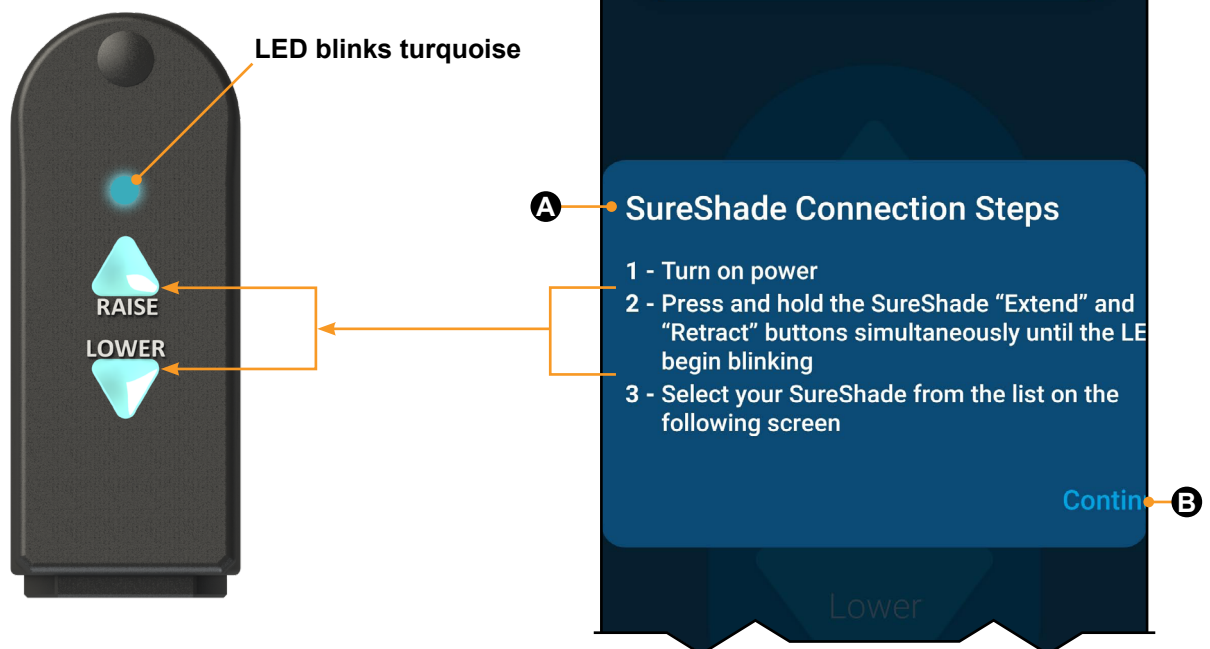 LED blinks turquoise
RAISE
LOWER
A
SureShade Connection Steps
1 - Turn on power
2 - Press and hold the SureShade “Extend” and
“Retract” buttons simultaneously until the LE
begin blinking
3 - Select your SureShade from the list on the
following screen
Contin
B
Lower